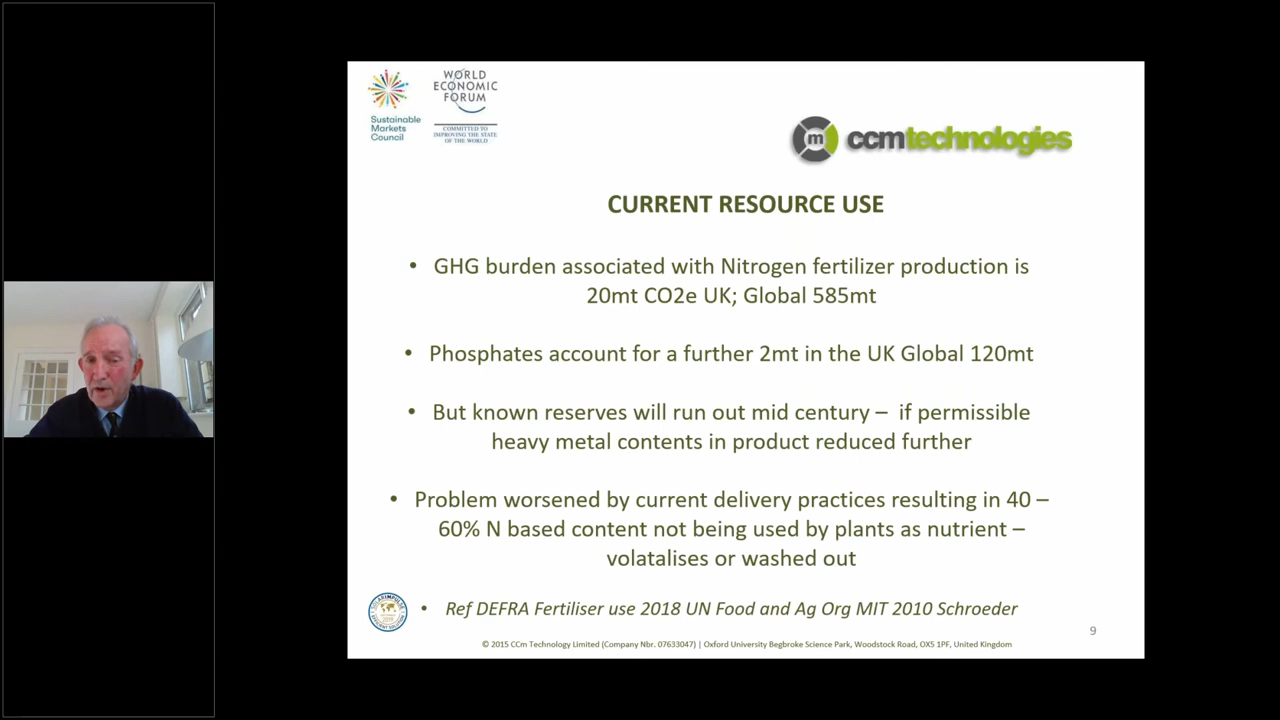 Sustainable
Markets
Council
WORLD
ECONOMIC
FORUM
COMMITTED TO
IMPROVING THE STATE
OF THE WORLD
m ccmtechnologies
CURRENT RESOURCE USE
• GHG burden associated with Nitrogen fertilizer production is
20mt CO2e UK; Global 585mt
• Phosphates account for a further 2mt in the UK Global 120mt
• But known reserves will run out mid century – if permissible
heavy metal contents in product reduced further
• Problem worsened by current delivery practices resulting in 40 –
60% N based content not being used by plants as nutrient –
volatalises or washed out
SOLARIMPULSE
EFFICIENT SOLUTION
• Ref DEFRA Fertiliser use 2018 UN Food and Ag Org MIT 2010 Schroeder
9
© 2015 CCm Technology Limited (Company Nbr. 07633047) | Oxford University Begbroke Science Park, Woodstock Road, OX5 1PF, United Kingdom